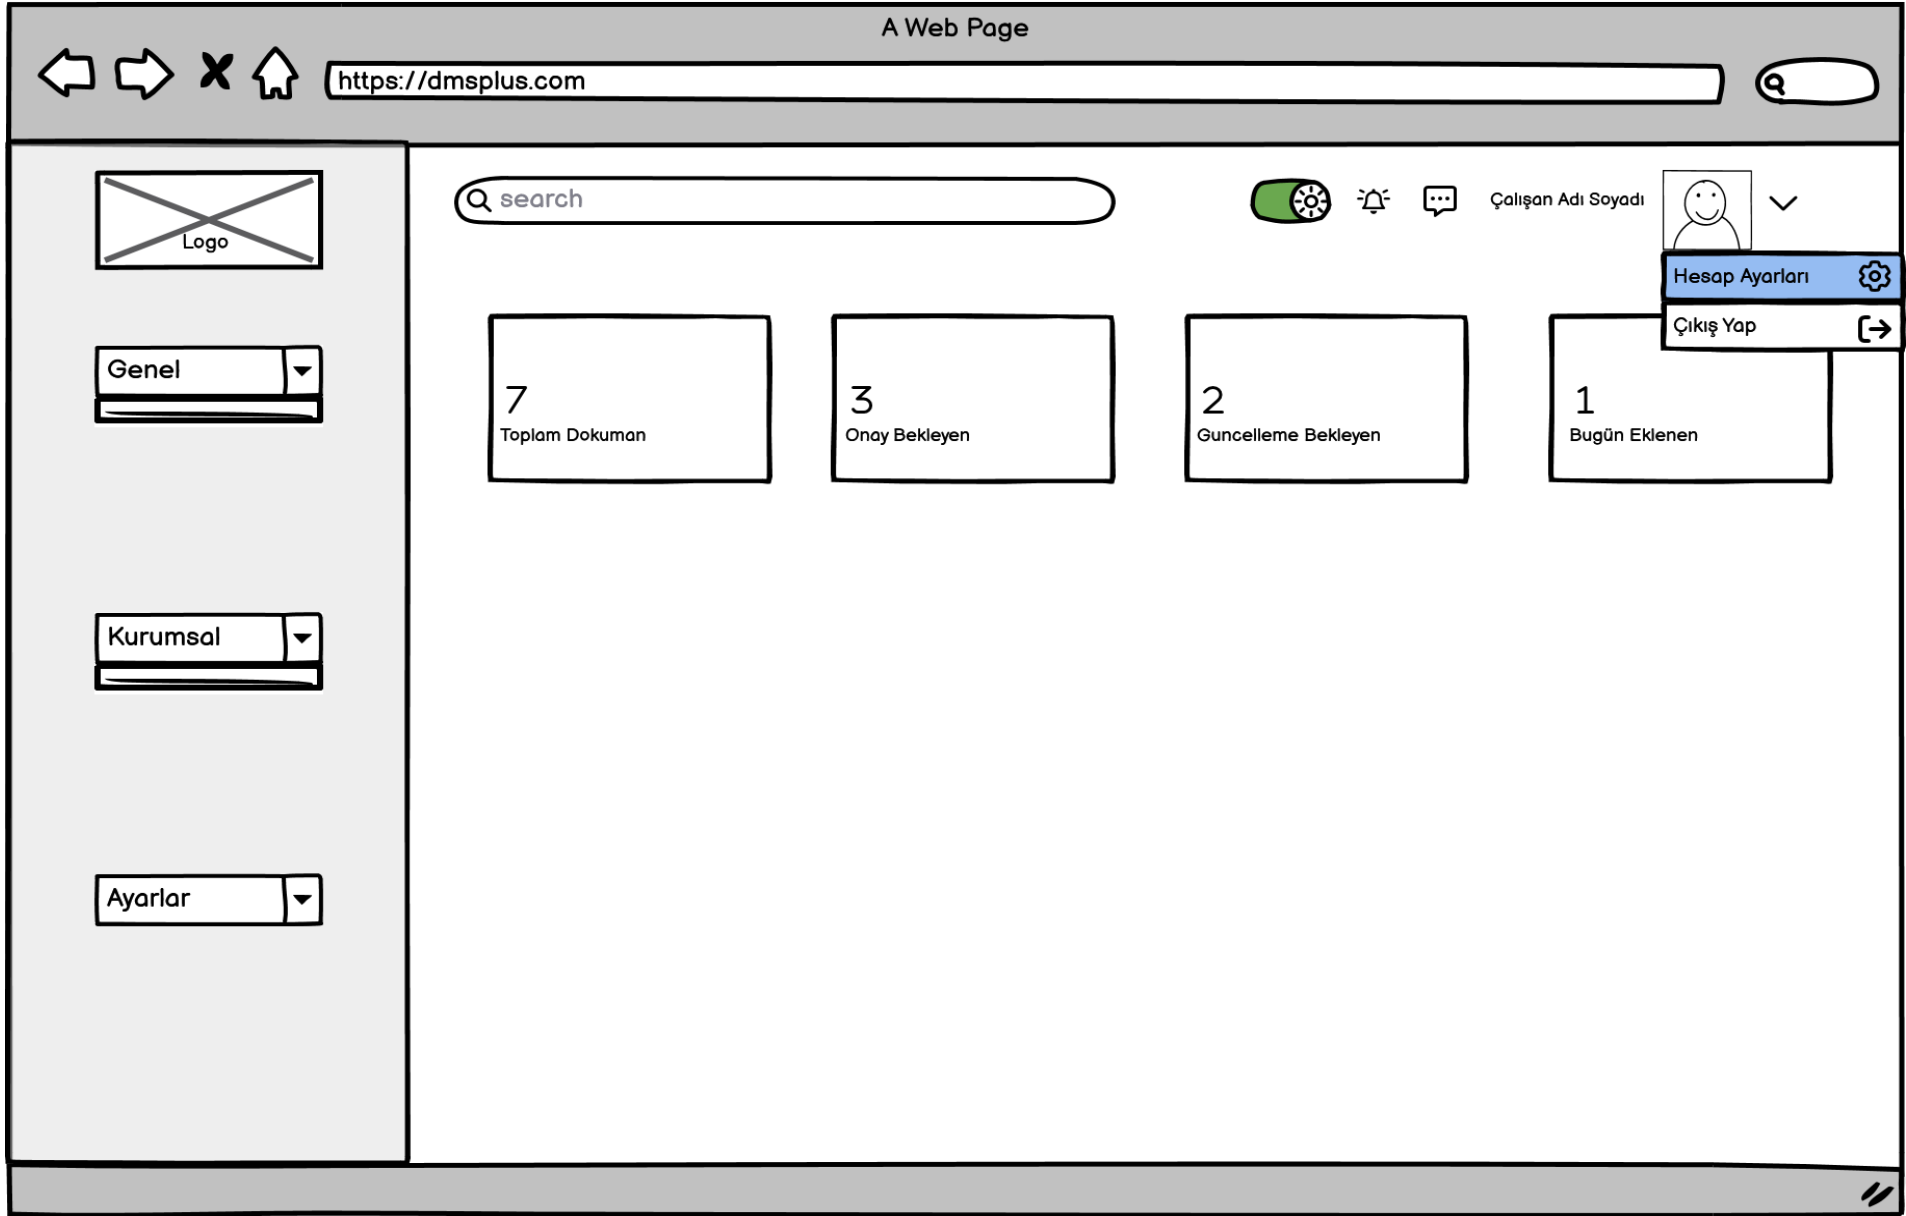 A Web Page
https://dmsplus.com
Logo
search
Çalışan Adı Soyadı
Hesap Ayarları
Çıkış Yap
Genel
7
Toplam Dokuman
3
Onay Bekleyen
2
Guncelleme Bekleyen
1
Bugün Eklenen
Kurumsal
Ayarlar